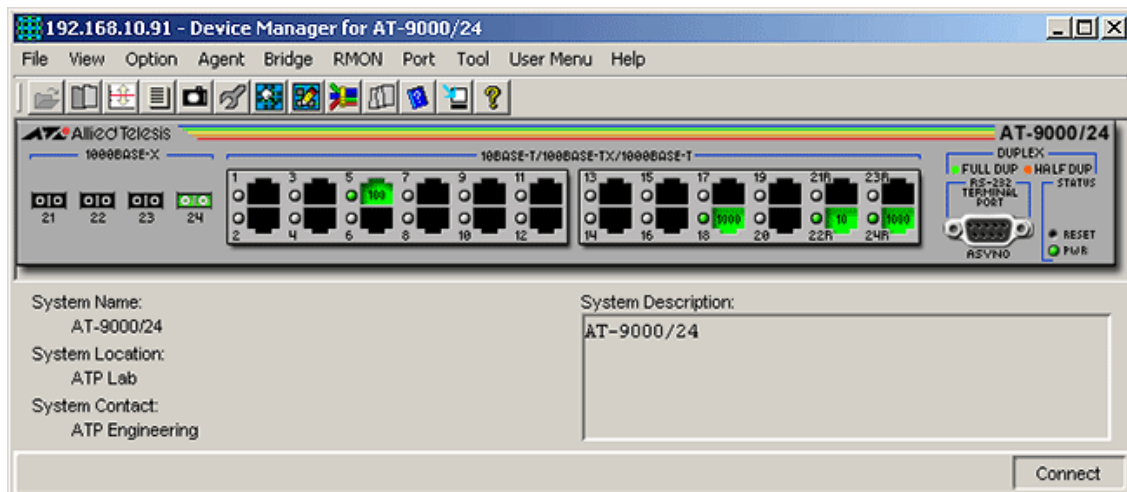 192.168.10.91 - Device Manager for AT-9000/24
File View Option Agent Bridge RMON Port Tool User Menu Help
Allied Telesis
AT-9000/24
1000BASE-X
10BASE-T/100BASE-TX/1000BASE-T
DUPLEX
FULL DUP HALF DUP
RS-232 TERMINAL PORT
STATUS
1 3 5 7 9 11 13 15 17 19 21R 23R
100
21 22 23 24
1000 10 1000
2 4 6 8 10 12 14 16 18 20 22R 24R
RESET
ASYN0
PWR
System Name:
AT-9000/24
System Location:
ATP Lab
System Contact:
ATP Engineering
System Description:
AT-9000/24
Connect